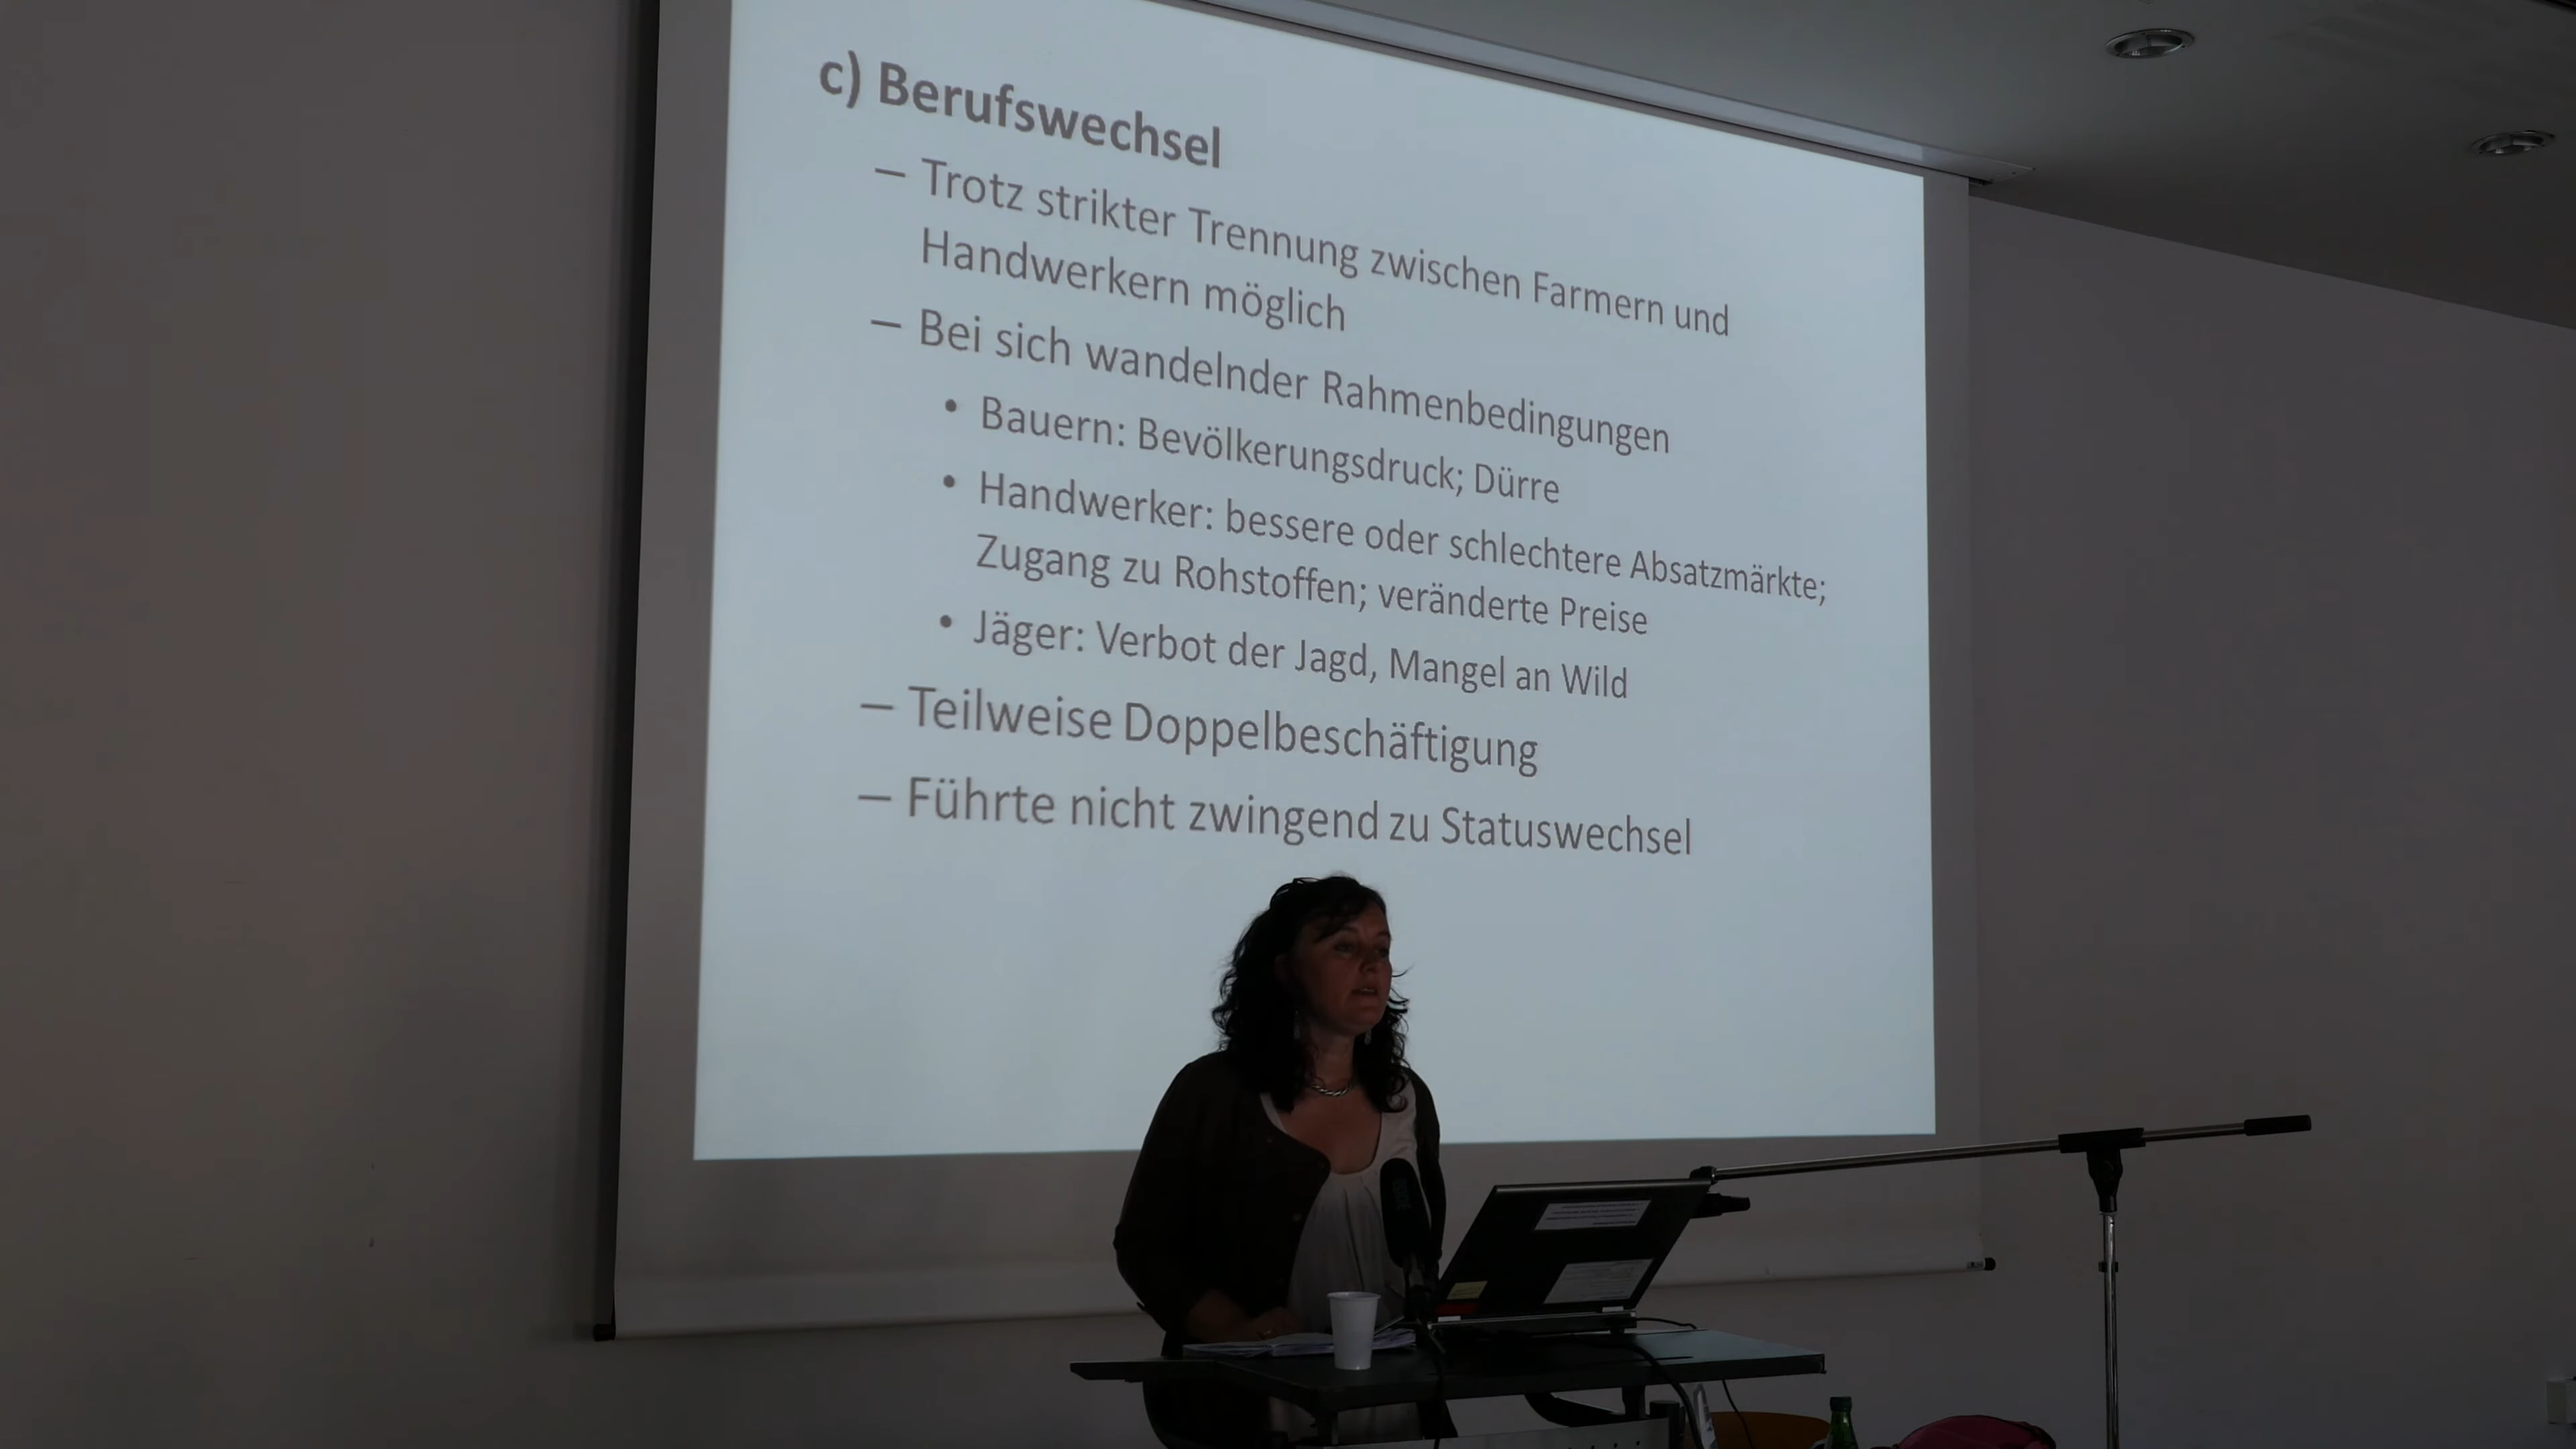 c) Berufswechsel
– Trotz strikter Trennung zwischen Farmern und
Handwerkern möglich
– Bei sich wandelnder Rahmenbedingungen
• Bauern: Bevölkerungsdruck; Dürre
• Handwerker: bessere oder schlechtere Absatzmärkte;
Zugang zu Rohstoffen; veränderte Preise
• Jäger: Verbot der Jagd, Mangel an Wild
– Teilweise Doppelbeschäftigung
– Führte nicht zwingend zu Statuswechsel